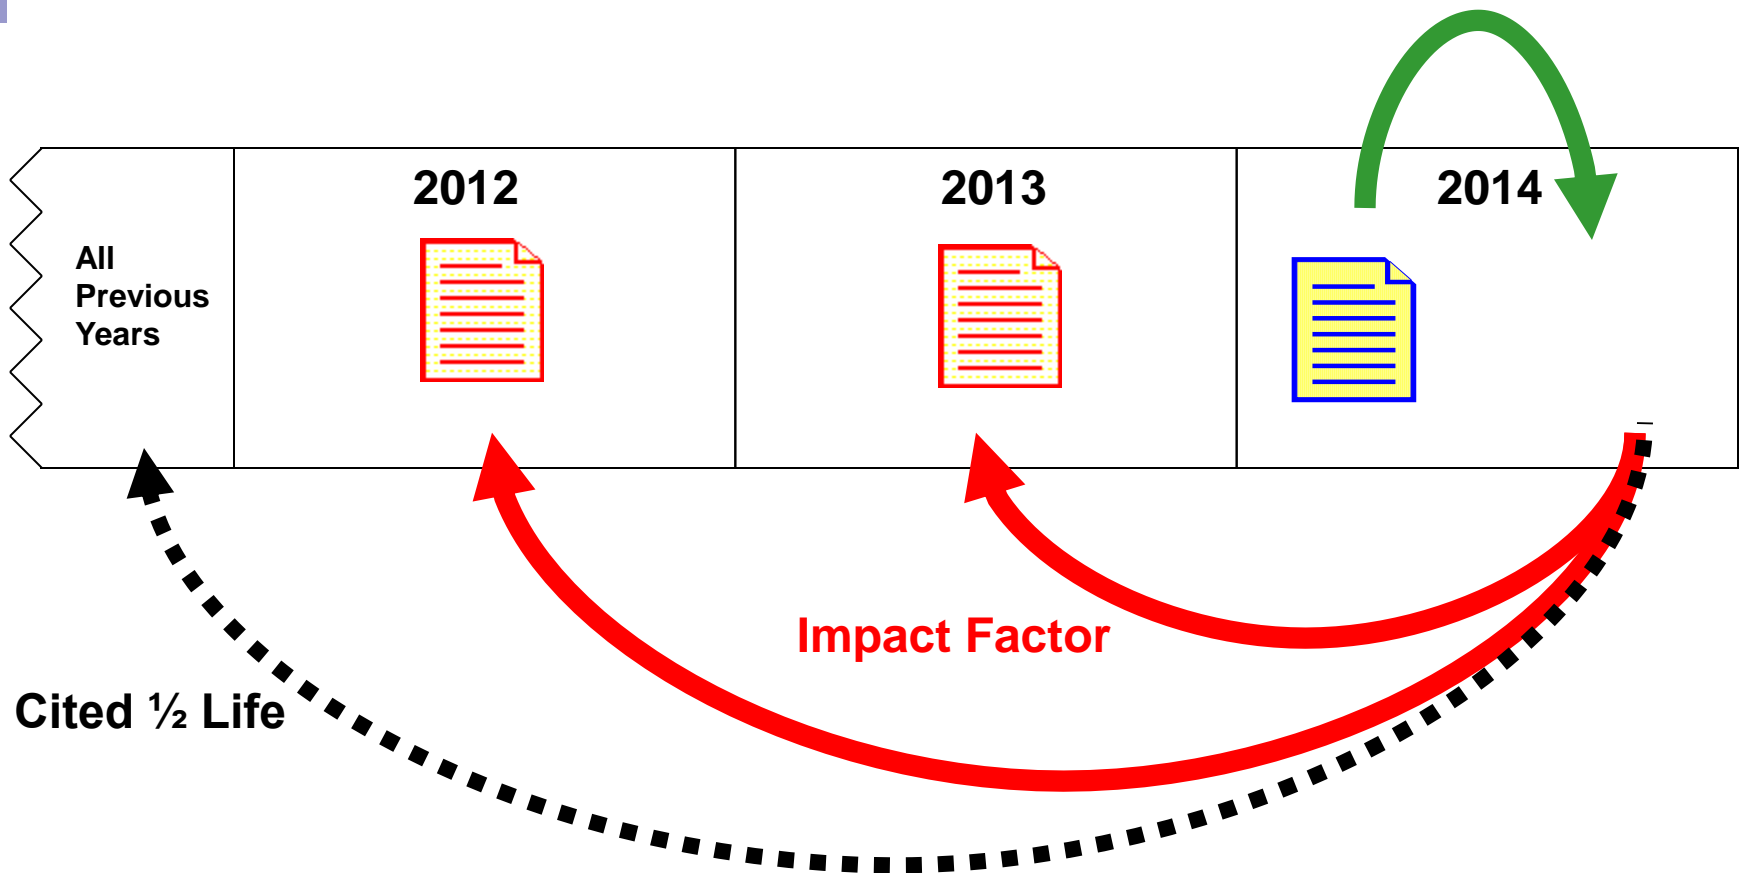 2012
2013
2014
All
Previous
Years
Impact Factor
Cited ½ Life